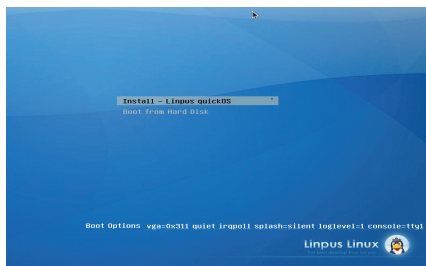 Install - Linpus quickOS
Boot from Hard Disk
Boot Options vga=0x311 quiet irqpoll splash=silent loglevel=1 console=tty1
Linpus Linux